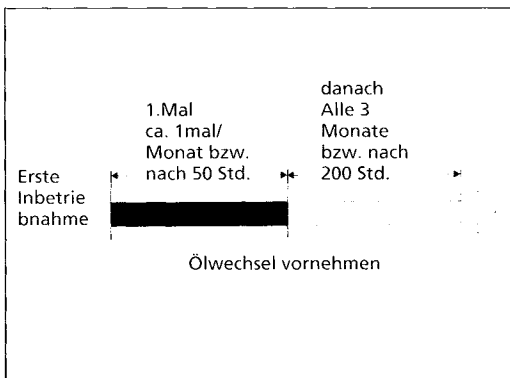 1.Mal
ca. 1mal/
Monat bzw.
nach 50 Std.
danach
Alle 3
Monate
bzw. nach
200 Std.
Erste
Inbetrie
bnahme
Ölwechsel vornehmen